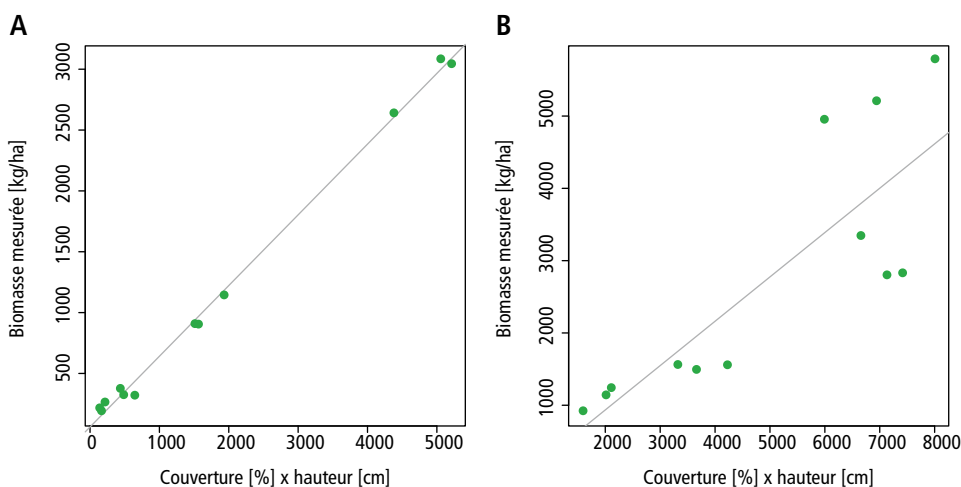 A
Biomasse mesurée [kg/ha]
3000
2500
2000
1500
1000
500
0 1000 2000 3000 4000 5000
Couverture [%] x hauteur [cm]
B
Biomasse mesurée [kg/ha]
5000
4000
3000
2000
1000
2000 3000 4000 5000 6000 7000 8000
Couverture [%] x hauteur [cm]